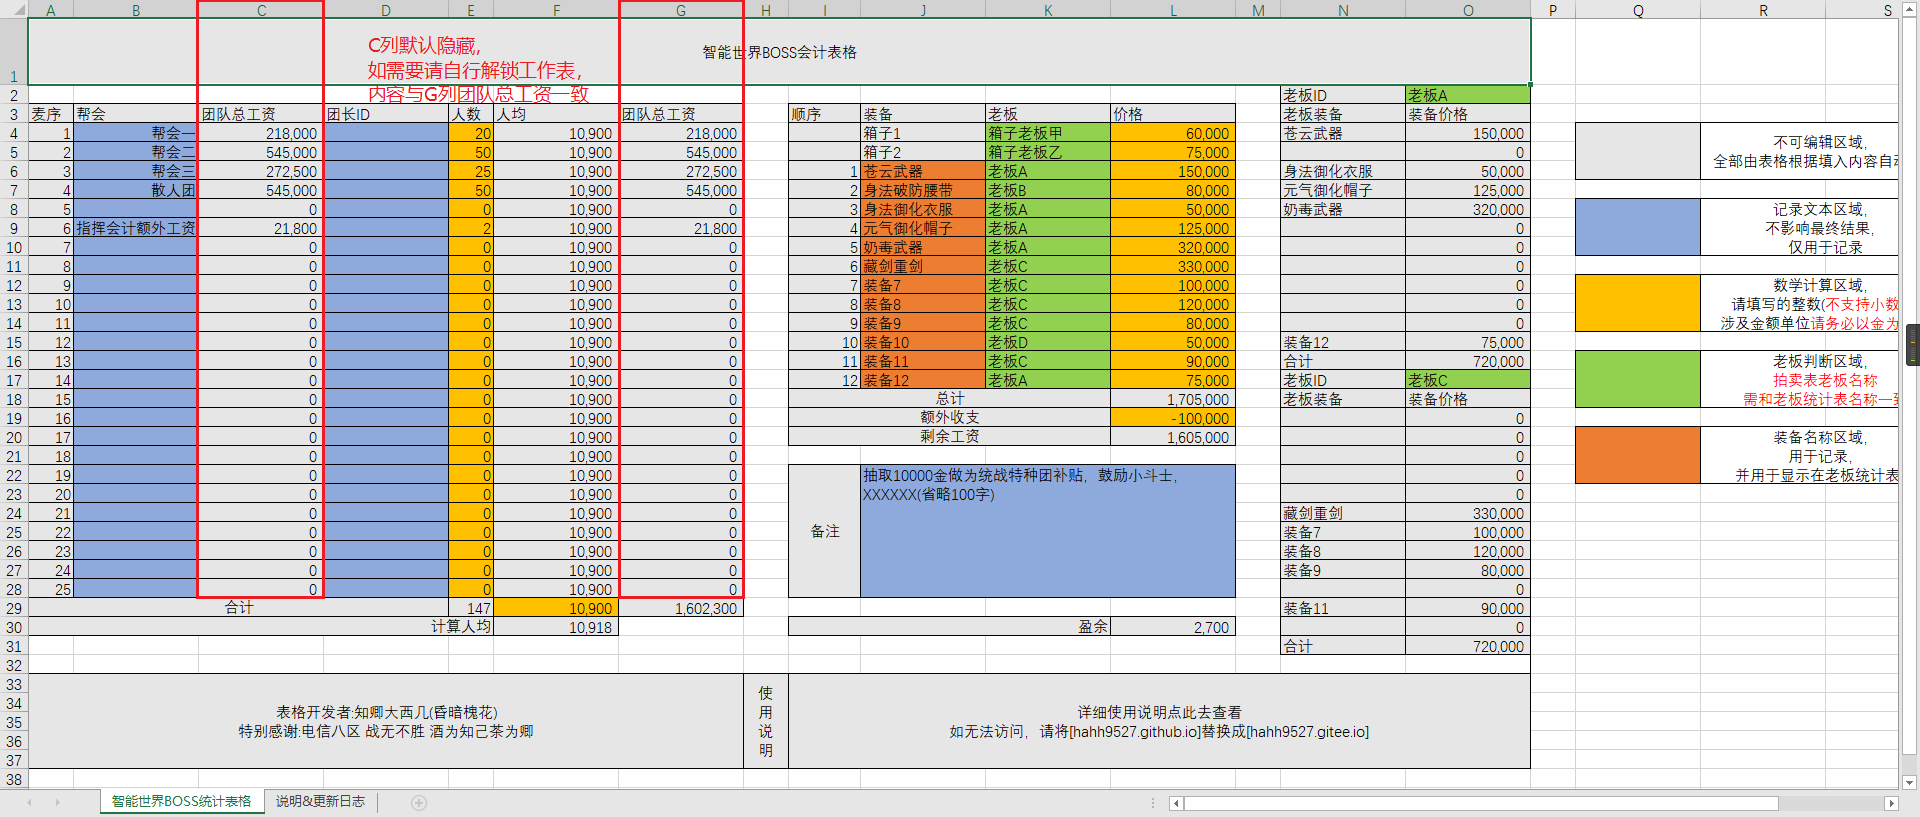 A B C D E F G H I J K L M N O P Q R S
C列默认隐藏，
如需要请自行解锁工作表，
内容与G列团队总工资一致
1 智能世界BOSS会计表格
2 老板ID 老板A
3 麦序 帮会 团队总工资 团长ID 人数 人均 团队总工资 顺序 装备 老板 价格 老板装备 装备价格
4 1 帮会一 218,000 20 10,900 218,000 箱子1 箱子老板甲 60,000 苍云武器 150,000
5 2 帮会二 545,000 50 10,900 545,000 箱子2 箱子老板乙 75,000 0
6 3 帮会三 272,500 25 10,900 272,500 1 苍云武器 老板A 150,000 身法御化衣服 50,000
7 4 散人团 545,000 50 10,900 545,000 2 身法破防腰带 老板B 80,000 元气御化帽子 125,000
8 5 0 0 10,900 0 3 身法御化衣服 老板A 50,000 奶毒武器 320,000
9 6 指挥会计额外工资 21,800 2 10,900 21,800 4 元气御化帽子 老板A 125,000 0
10 7 0 0 10,900 0 5 奶毒武器 老板A 320,000 0
11 8 0 0 10,900 0 6 藏剑重剑 老板C 330,000 0
12 9 0 0 10,900 0 7 装备7 老板C 100,000 0
13 10 0 0 10,900 0 8 装备8 老板C 120,000 0
14 11 0 0 10,900 0 9 装备9 老板C 80,000 0
15 12 0 0 10,900 0 10 装备10 老板D 50,000 装备12 75,000
16 13 0 0 10,900 0 11 装备11 老板C 90,000 合计 720,000
17 14 0 0 10,900 0 12 装备12 老板A 75,000 老板ID 老板C
18 15 0 0 10,900 0 总计 1,705,000 老板装备 装备价格
19 16 0 0 10,900 0 额外收支 -100,000 0
20 17 0 0 10,900 0 剩余工资 1,605,000 0
21 18 0 0 10,900 0 0
22 19 0 0 10,900 0 抽取10000金做为统战特种团补贴，鼓励小斗士， 0
23 20 0 0 10,900 0 XXXXXX(省略100字) 0
24 21 0 0 10,900 0 藏剑重剑 330,000
25 22 0 0 10,900 0 备注 装备7 100,000
26 23 0 0 10,900 0 装备8 120,000
27 24 0 0 10,900 0 装备9 80,000
28 25 0 0 10,900 0 0
29 合计 147 10,900 1,602,300 装备11 90,000
30 计算人均 10,918 盈余 2,700 0
31 合计 720,000
32
33
34
35
36
37
38
不可编辑区域，
全部由表格根据填入内容自
记录文本区域，
不影响最终结果，
仅用于记录
数学计算区域，
请填写的整数(不支持小数
涉及金额单位请务必以金为
老板判断区域，
拍卖表老板名称
需和老板统计表名称一
装备名称区域，
用于记录，
并用于显示在老板统计表
表格开发者:知卿大西几(昏暗槐花)
特别感谢:电信八区 战无不胜 酒为知己茶为卿
使
用
说
明
详细使用说明点此去查看
如无法访问，请将[hahh9527.github.io]替换成[hahh9527.gitee.io]
智能世界BOSS统计表格 说明&更新日志